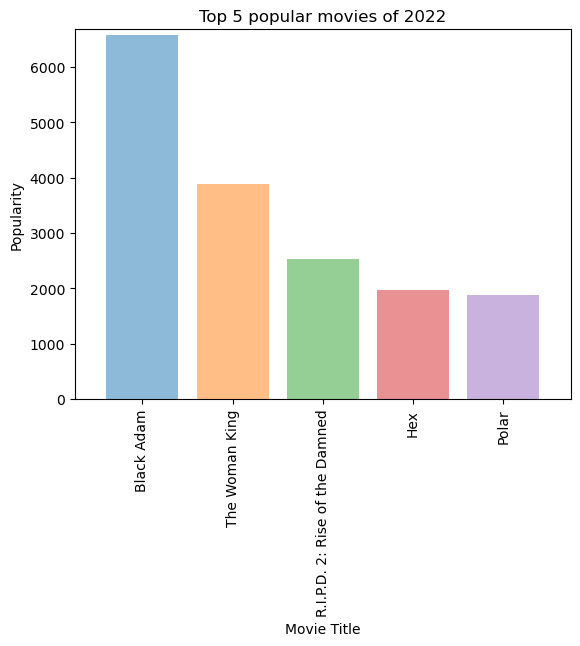 Top 5 popular movies of 2022
Popularity
6000
5000
4000
3000
2000
1000
0
Black Adam
The Woman King
R.I.P.D. 2: Rise of the Damned
Hex
Polar
Movie Title